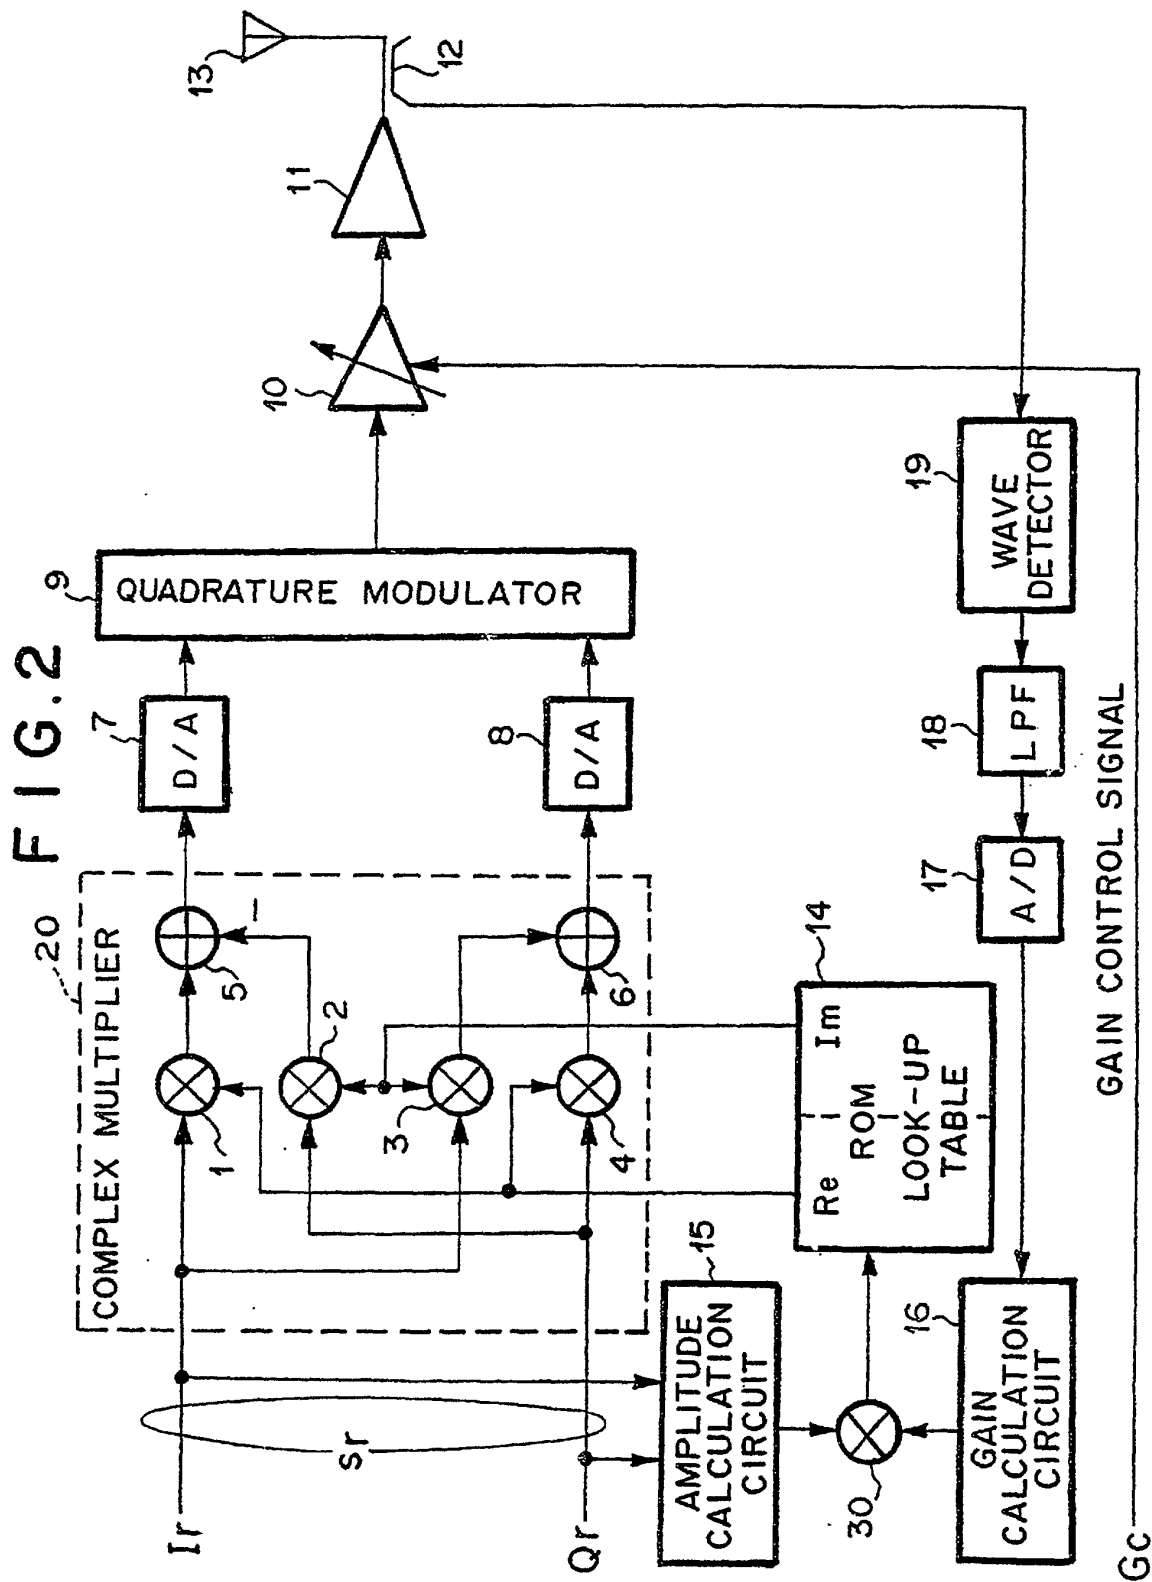 FIG.2
20
COMPLEX MULTIPLIER
Ir
Qr
sr
1
2
3
4
5
6
–
7
D/A
8
D/A
9
QUADRATURE MODULATOR
10
11
12
13
14
Re
Im
ROM
LOOK-UP
TABLE
15
AMPLITUDE
CALCULATION
CIRCUIT
30
16
GAIN
CALCULATION
CIRCUIT
17
A/D
18
LPF
19
WAVE
DETECTOR
Gc
GAIN CONTROL SIGNAL